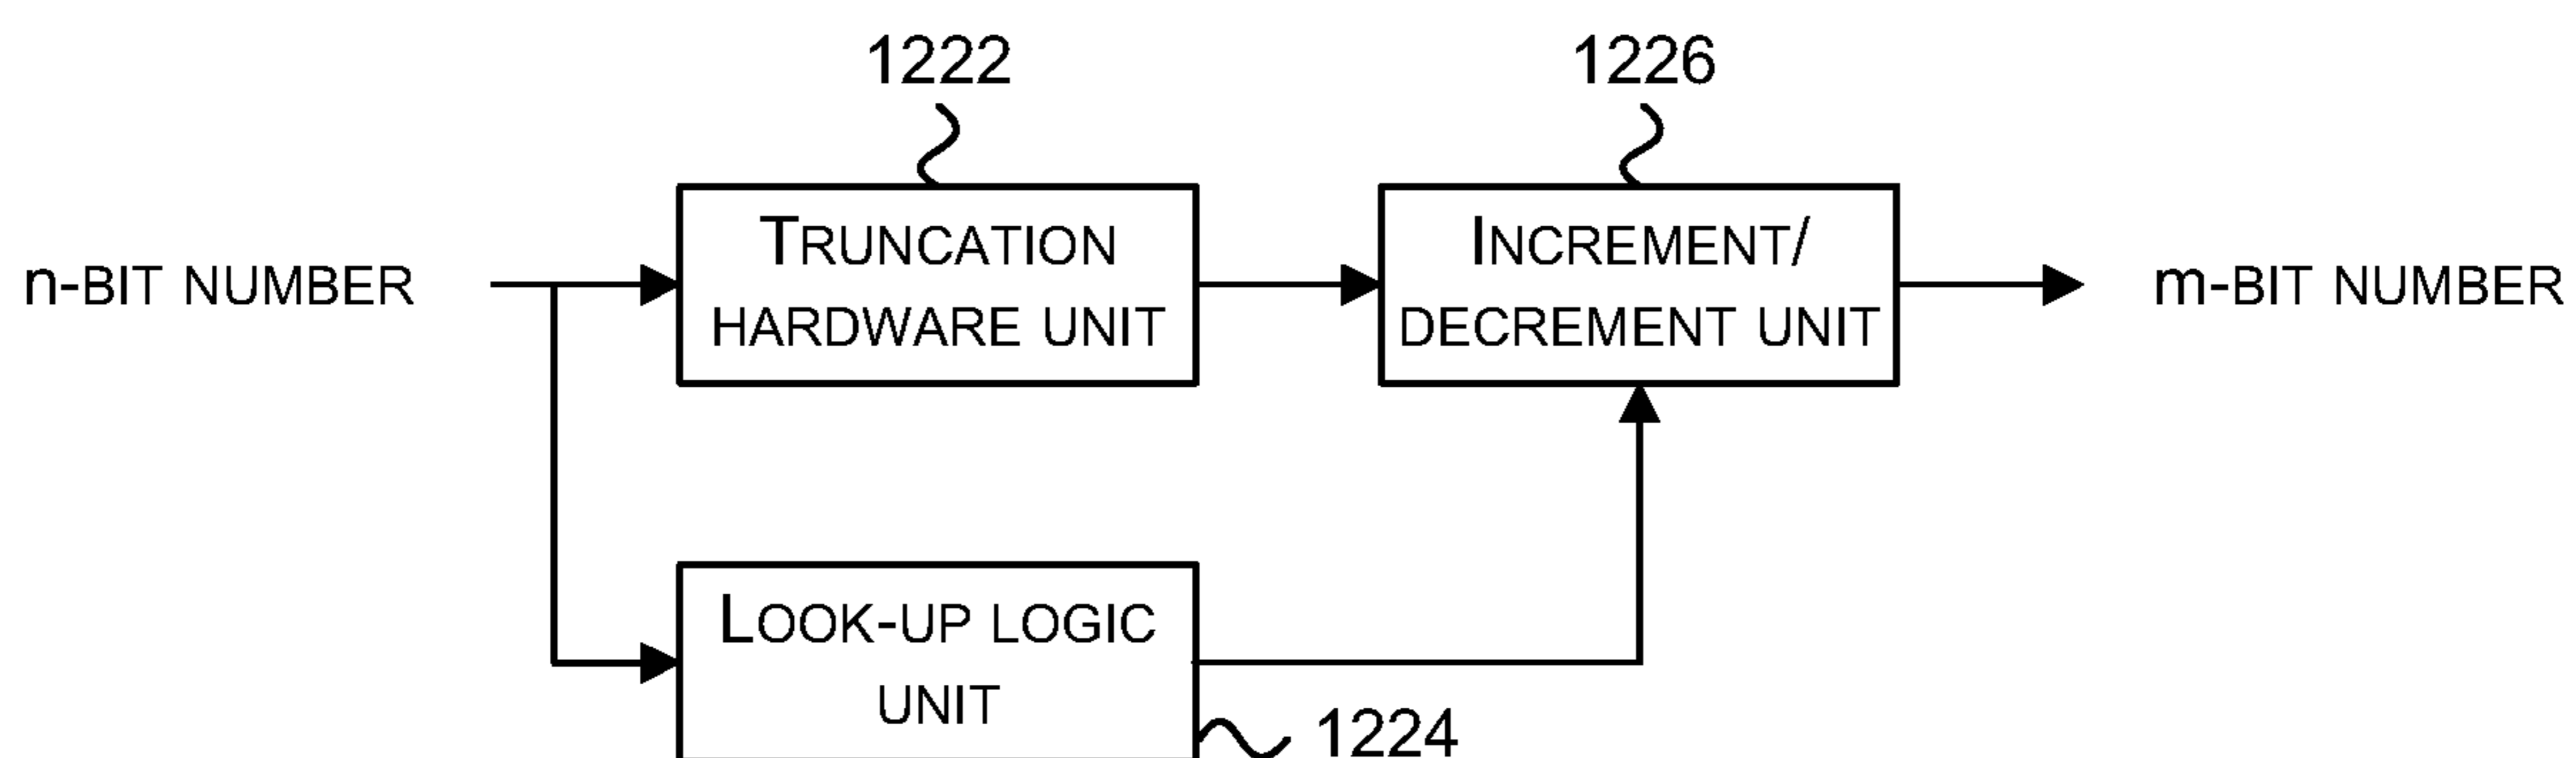 1222
1226
n-BIT NUMBER
TRUNCATION
HARDWARE UNIT
INCREMENT/
DECREMENT UNIT
m-BIT NUMBER
LOOK-UP LOGIC
UNIT
1224